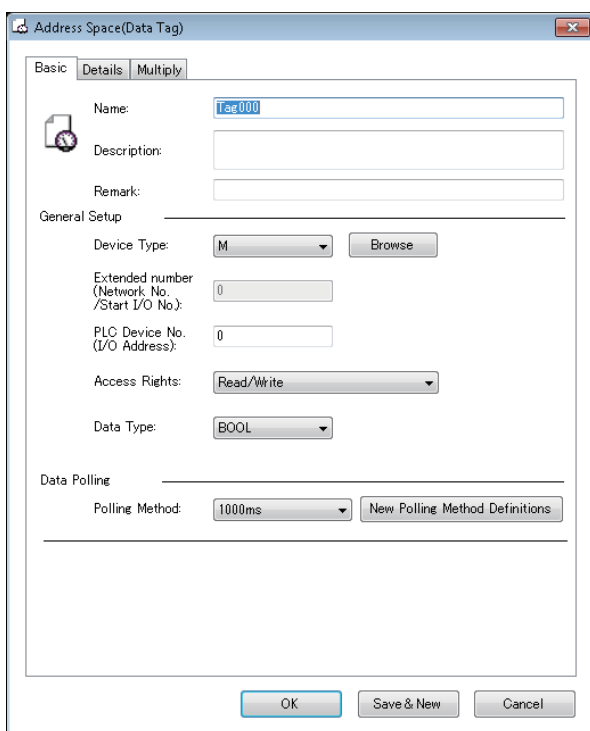 Address Space(Data Tag)
Basic Details Multiply
Name: Tag000
Description:
Remark:
General Setup
Device Type: M Browse
Extended number
(Network No.
/Start I/O No.): 0
PLC Device No.
(I/O Address): 0
Access Rights: Read/Write
Data Type: BOOL
Data Polling
Polling Method: 1000ms New Polling Method Definitions
OK Save & New Cancel